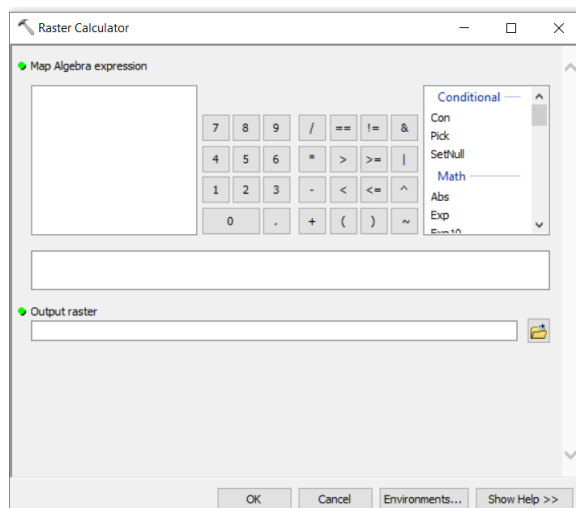 Raster Calculator
Map Algebra expression
Conditional
Con
Pick
SetNull
Math
Abs
Exp
Exp10
7 8 9 / == != &
4 5 6 * > >= |
1 2 3 - < <= ^
0 . + ( ) ~
Output raster
OK Cancel Environments... Show Help >>